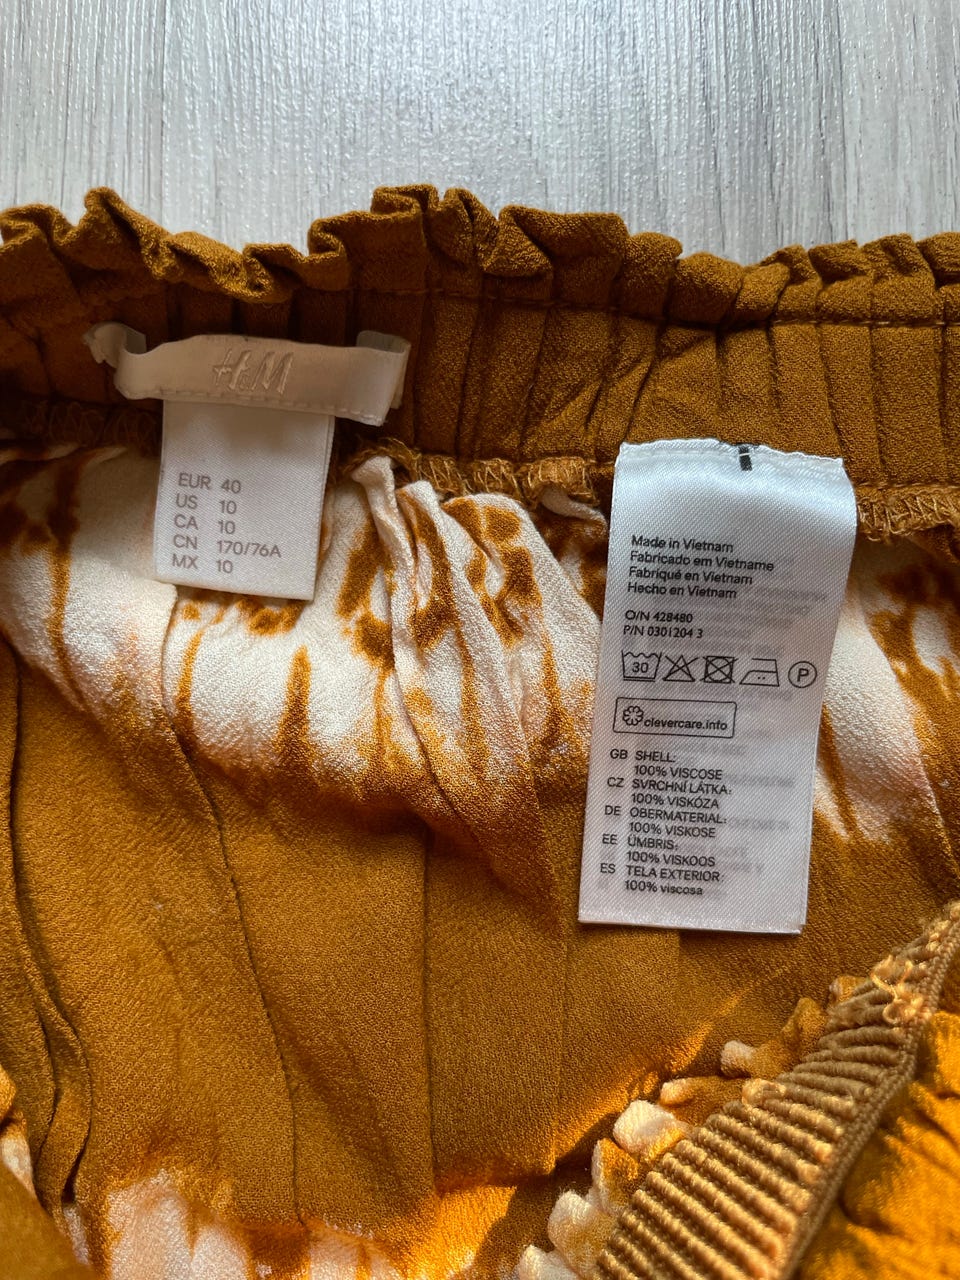 H&M
EUR 40
US 10
CA 10
CN 170/76A
MX 10
Made in Vietnam
Fabricado em Vietname
Fabriqué en Vietnam
Hecho en Vietnam
O/N 428480
P/N 0301204 3
30
P
clevercare.info
GB SHELL:
100% VISCOSE
CZ SVRCHNÍ LÁTKA:
100% VISKÓZA
DE OBERMATERIAL:
100% VISKOSE
EE ÜMBRIS:
100% VISKOOS
ES TELA EXTERIOR:
100% viscosa